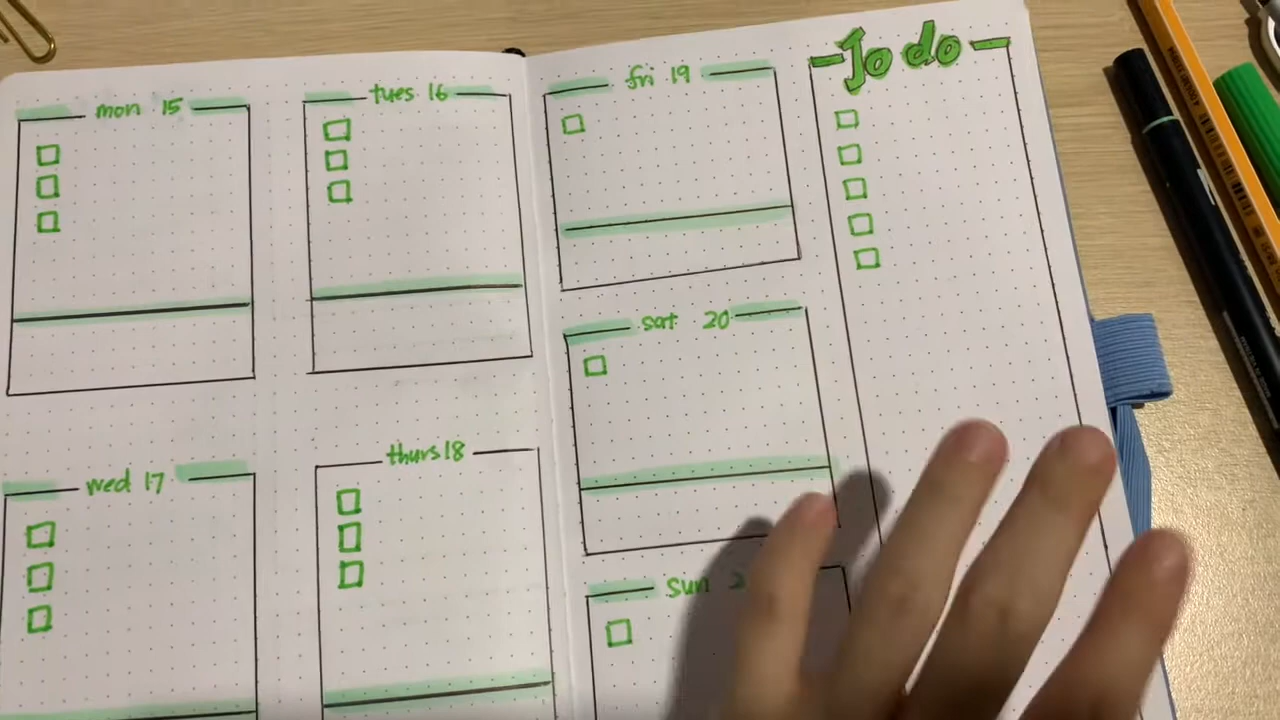 mon 15
tues 16
wed 17
thurs 18
fri 19
sat 20
sun
To do